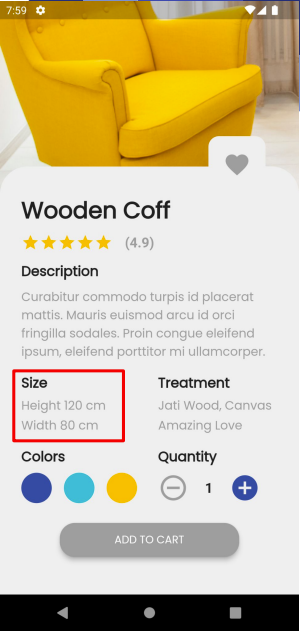 7:59
Wooden Coff
(4.9)
Description
Curabitur commodo turpis id placerat
mattis. Mauris euismod arcu id orci
fringilla sodales. Proin congue eleifend
ipsum, eleifend porttitor mi ullamcorper.
Size
Height 120 cm
Width 80 cm
Treatment
Jati Wood, Canvas
Amazing Love
Colors
Quantity
1
ADD TO CART